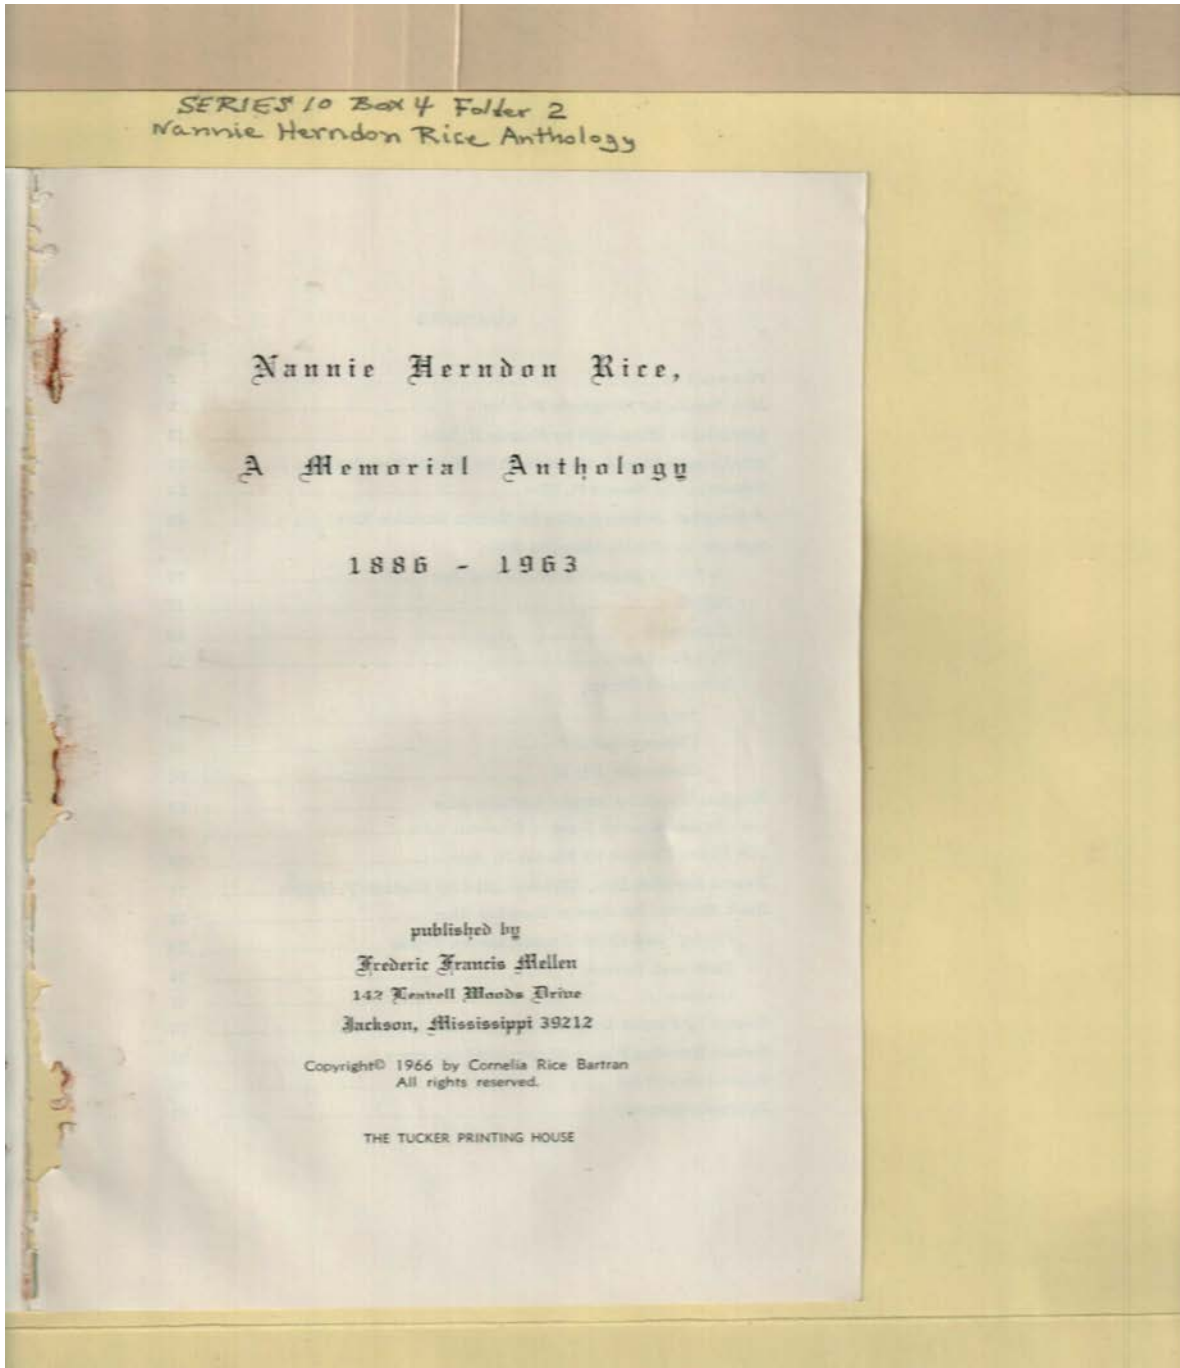 SERIES 10 Box 4 Folder 2
Nannie Herndon Rice Anthology
Nannie Herndon Rice,
A Memorial Anthology
1886 - 1963
published by
Frederic Francis Mellen
142 Leavell Woods Drive
Jackson, Mississippi 39212
Copyright© 1966 by Cornelia Rice Bartran
All rights reserved.
THE TUCKER PRINTING HOUSE